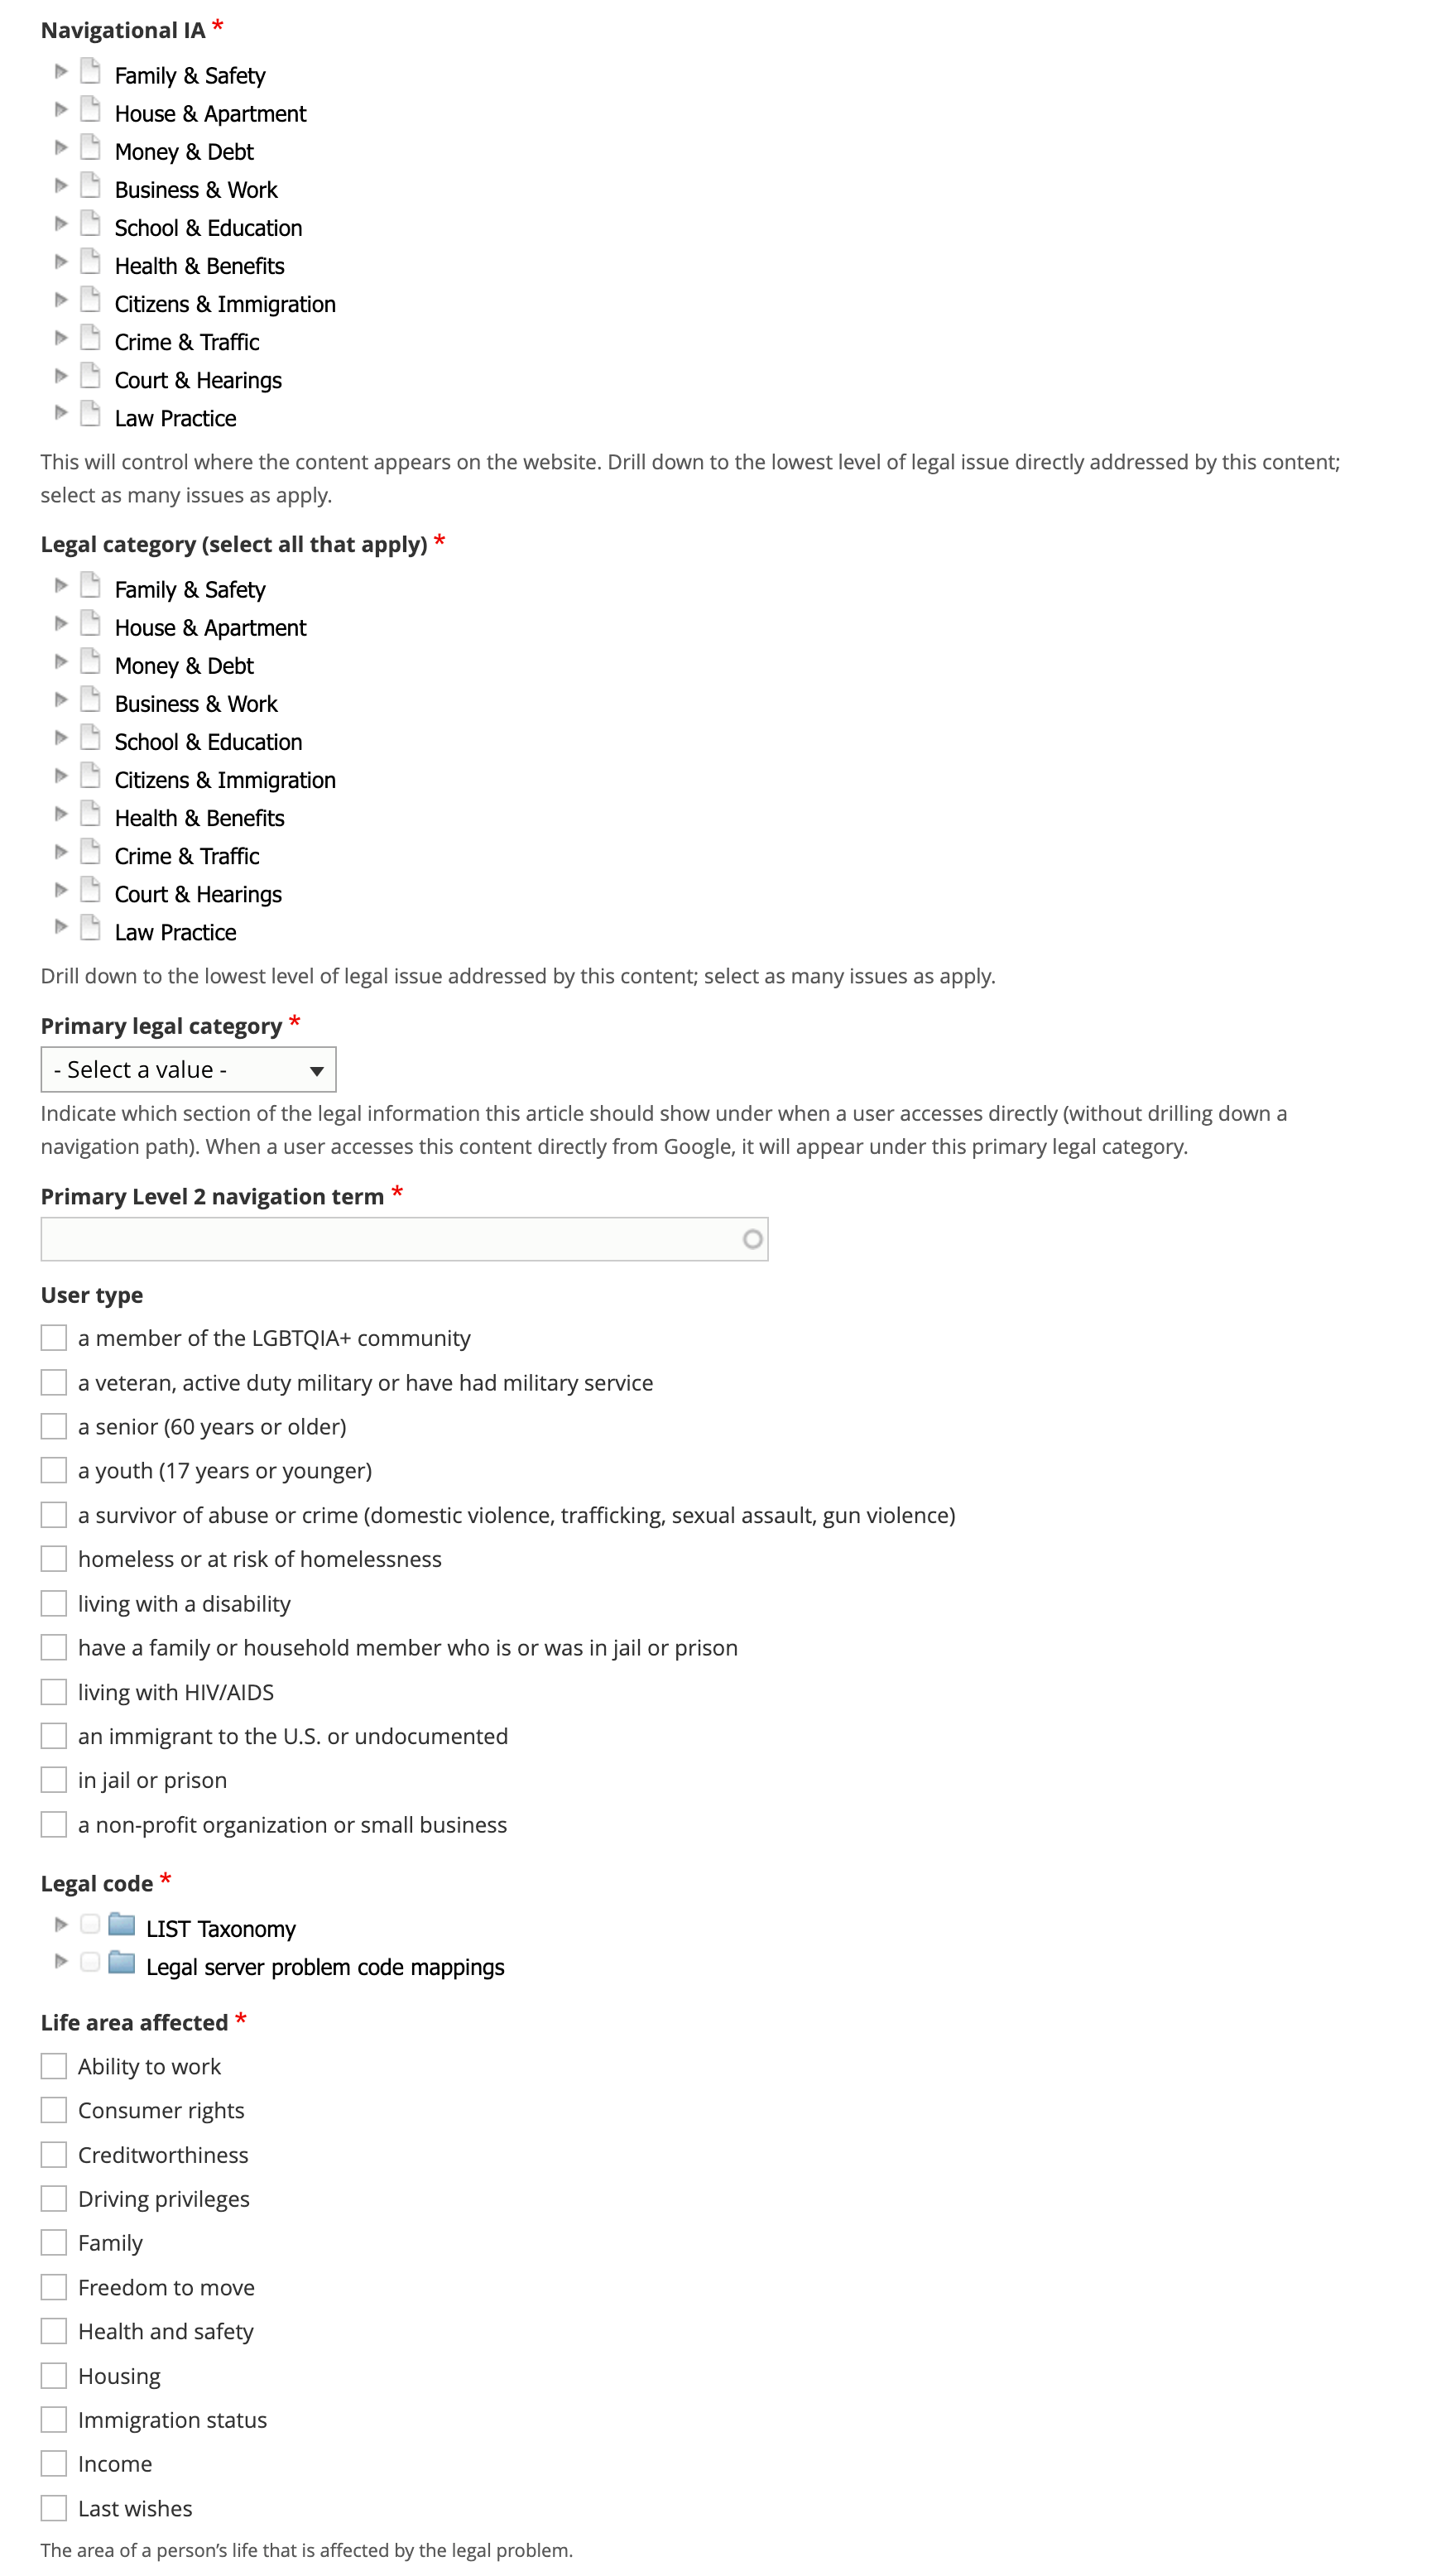 Navigational IA *
Family & Safety
House & Apartment
Money & Debt
Business & Work
School & Education
Health & Benefits
Citizens & Immigration
Crime & Traffic
Court & Hearings
Law Practice
This will control where the content appears on the website. Drill down to the lowest level of legal issue directly addressed by this content;
select as many issues as apply.
Legal category (select all that apply) *
Family & Safety
House & Apartment
Money & Debt
Business & Work
School & Education
Citizens & Immigration
Health & Benefits
Crime & Traffic
Court & Hearings
Law Practice
Drill down to the lowest level of legal issue addressed by this content; select as many issues as apply.
Primary legal category *
- Select a value -
Indicate which section of the legal information this article should show under when a user accesses directly (without drilling down a
navigation path). When a user accesses this content directly from Google, it will appear under this primary legal category.
Primary Level 2 navigation term *
User type
a member of the LGBTQIA+ community
a veteran, active duty military or have had military service
a senior (60 years or older)
a youth (17 years or younger)
a survivor of abuse or crime (domestic violence, trafficking, sexual assault, gun violence)
homeless or at risk of homelessness
living with a disability
have a family or household member who is or was in jail or prison
living with HIV/AIDS
an immigrant to the U.S. or undocumented
in jail or prison
a non-profit organization or small business
Legal code *
LIST Taxonomy
Legal server problem code mappings
Life area affected *
Ability to work
Consumer rights
Creditworthiness
Driving privileges
Family
Freedom to move
Health and safety
Housing
Immigration status
Income
Last wishes
The area of a person’s life that is affected by the legal problem.